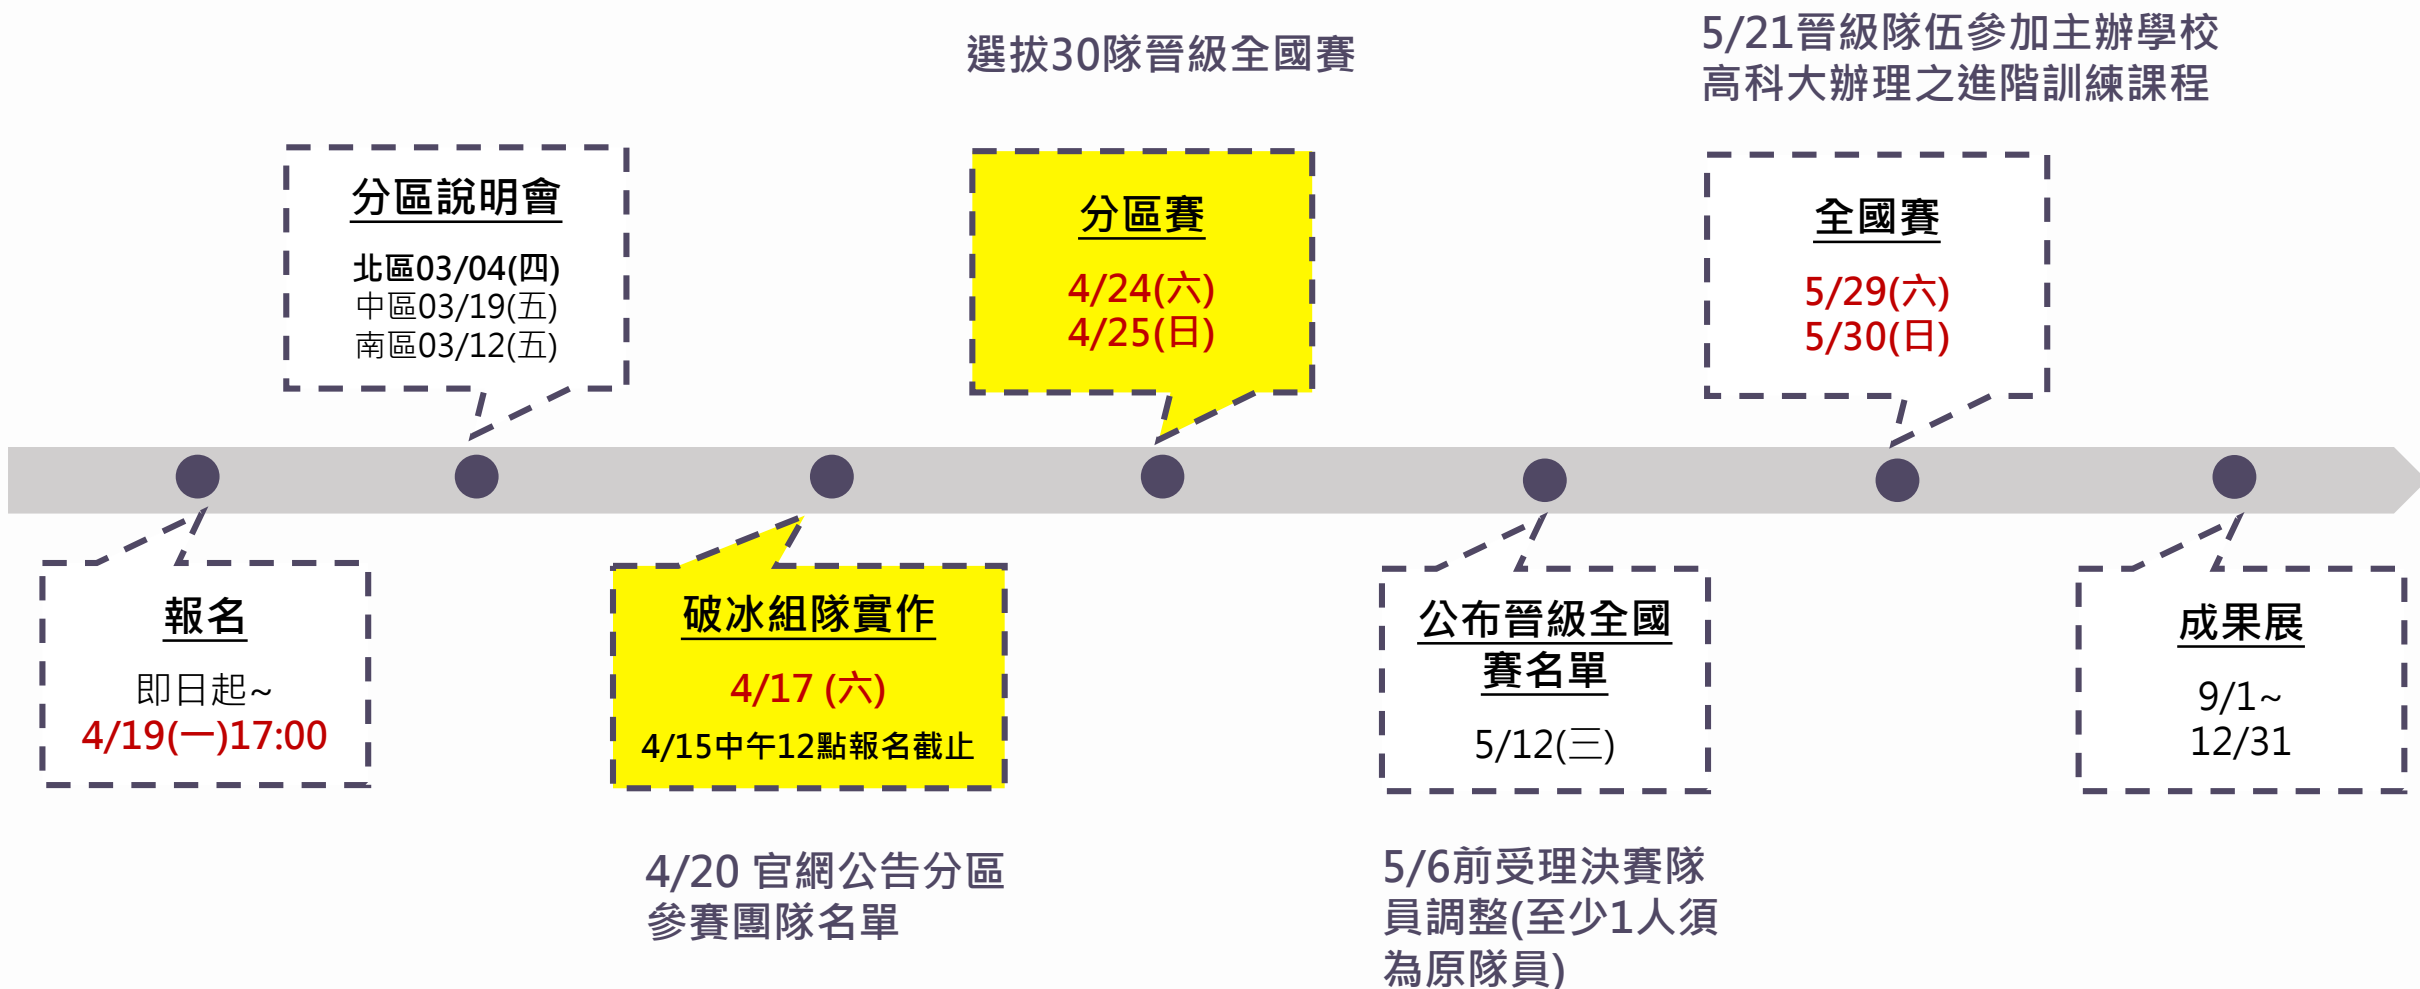 選拔30隊晉級全國賽
5/21晉級隊伍參加主辦學校
高科大辦理之進階訓練課程
分區說明會
北區03/04(四)
中區03/19(五)
南區03/12(五)
分區賽
4/24(六)
4/25(日)
全國賽
5/29(六)
5/30(日)
報名
即日起~
4/19(一)17:00
破冰組隊實作
4/17 (六)
4/15中午12點報名截止
公布晉級全國
賽名單
5/12(三)
成果展
9/1~
12/31
4/20 官網公告分區
參賽團隊名單
5/6前受理決賽隊
員調整(至少1人須
為原隊員)